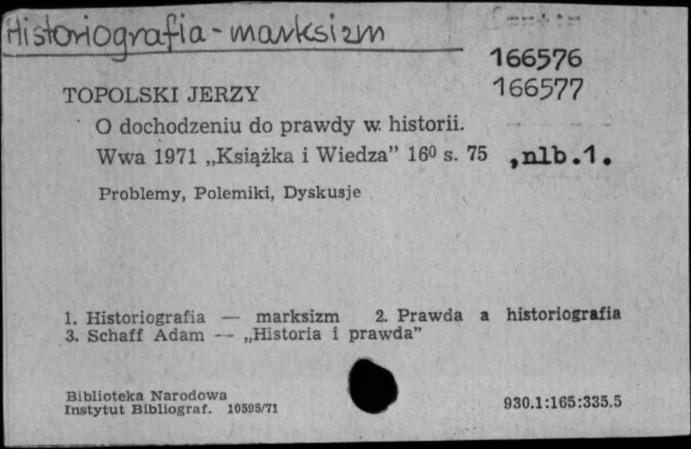 Historiografia - marksizm
166576
166577
TOPOLSKI JERZY
O dochodzeniu do prawdy w historii.
Wwa 1971 „Książka i Wiedza” 16⁰ s. 75 ,nlb.1.
Problemy, Polemiki, Dyskusje
1. Historiografia — marksizm 2. Prawda a historiografia
3. Schaff Adam — „Historia i prawda”
Biblioteka Narodowa
Instytut Bibliograf. 10595/71
930.1:165:335.5